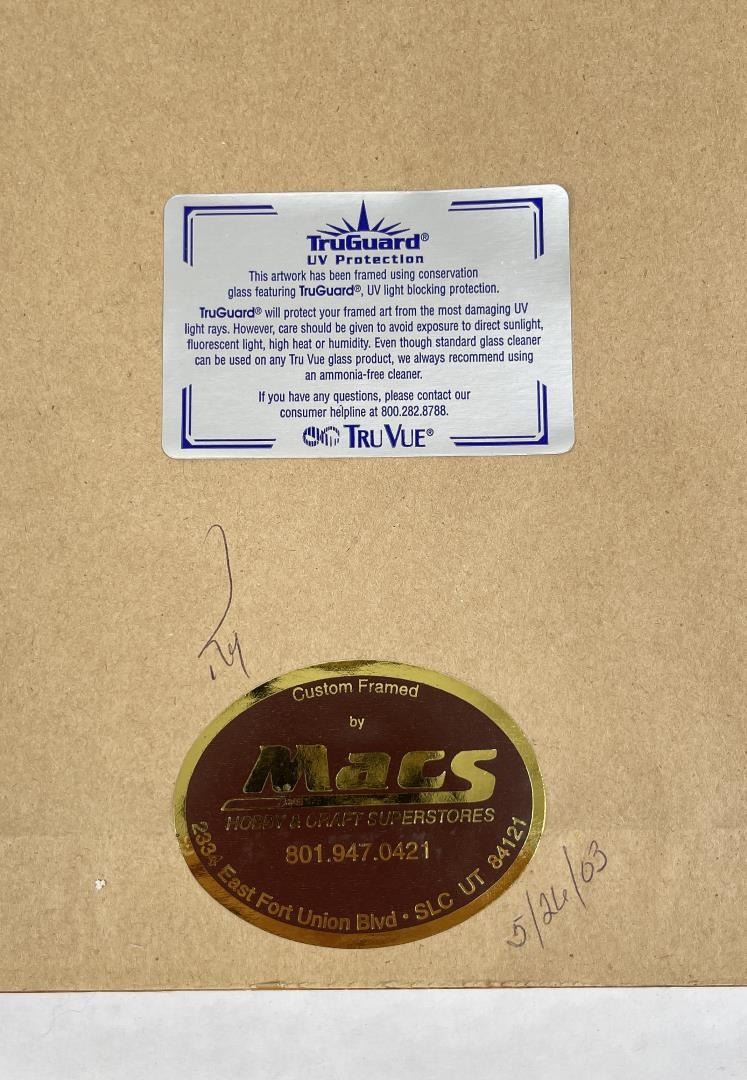 TruGuard®
UV Protection
This artwork has been framed using conservation
glass featuring TruGuard®, UV light blocking protection.
TruGuard® will protect your framed art from the most damaging UV
light rays. However, care should be given to avoid exposure to direct sunlight,
fluorescent light, high heat or humidity. Even though standard glass cleaner
can be used on any Tru Vue glass product, we always recommend using
an ammonia-free cleaner.
If you have any questions, please contact our
consumer helpline at 800.282.8788.
TRU VUE®
Custom Framed
by
Macs
HOBBY & CRAFT SUPERSTORES
801.947.0421
2334 East Fort Union Blvd • SLC UT 84121
5/26/03